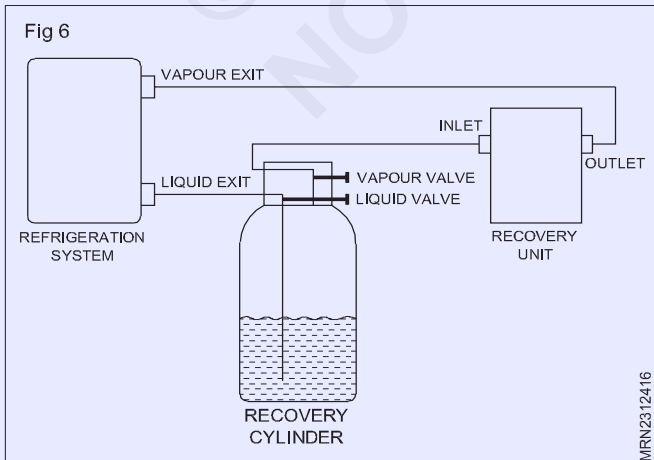 Fig 6
VAPOUR EXIT
INLET
OUTLET
LIQUID EXIT
VAPOUR VALVE
LIQUID VALVE
REFRIGERATION
SYSTEM
RECOVERY
UNIT
RECOVERY
CYLINDER
MRN2312416
©
NO